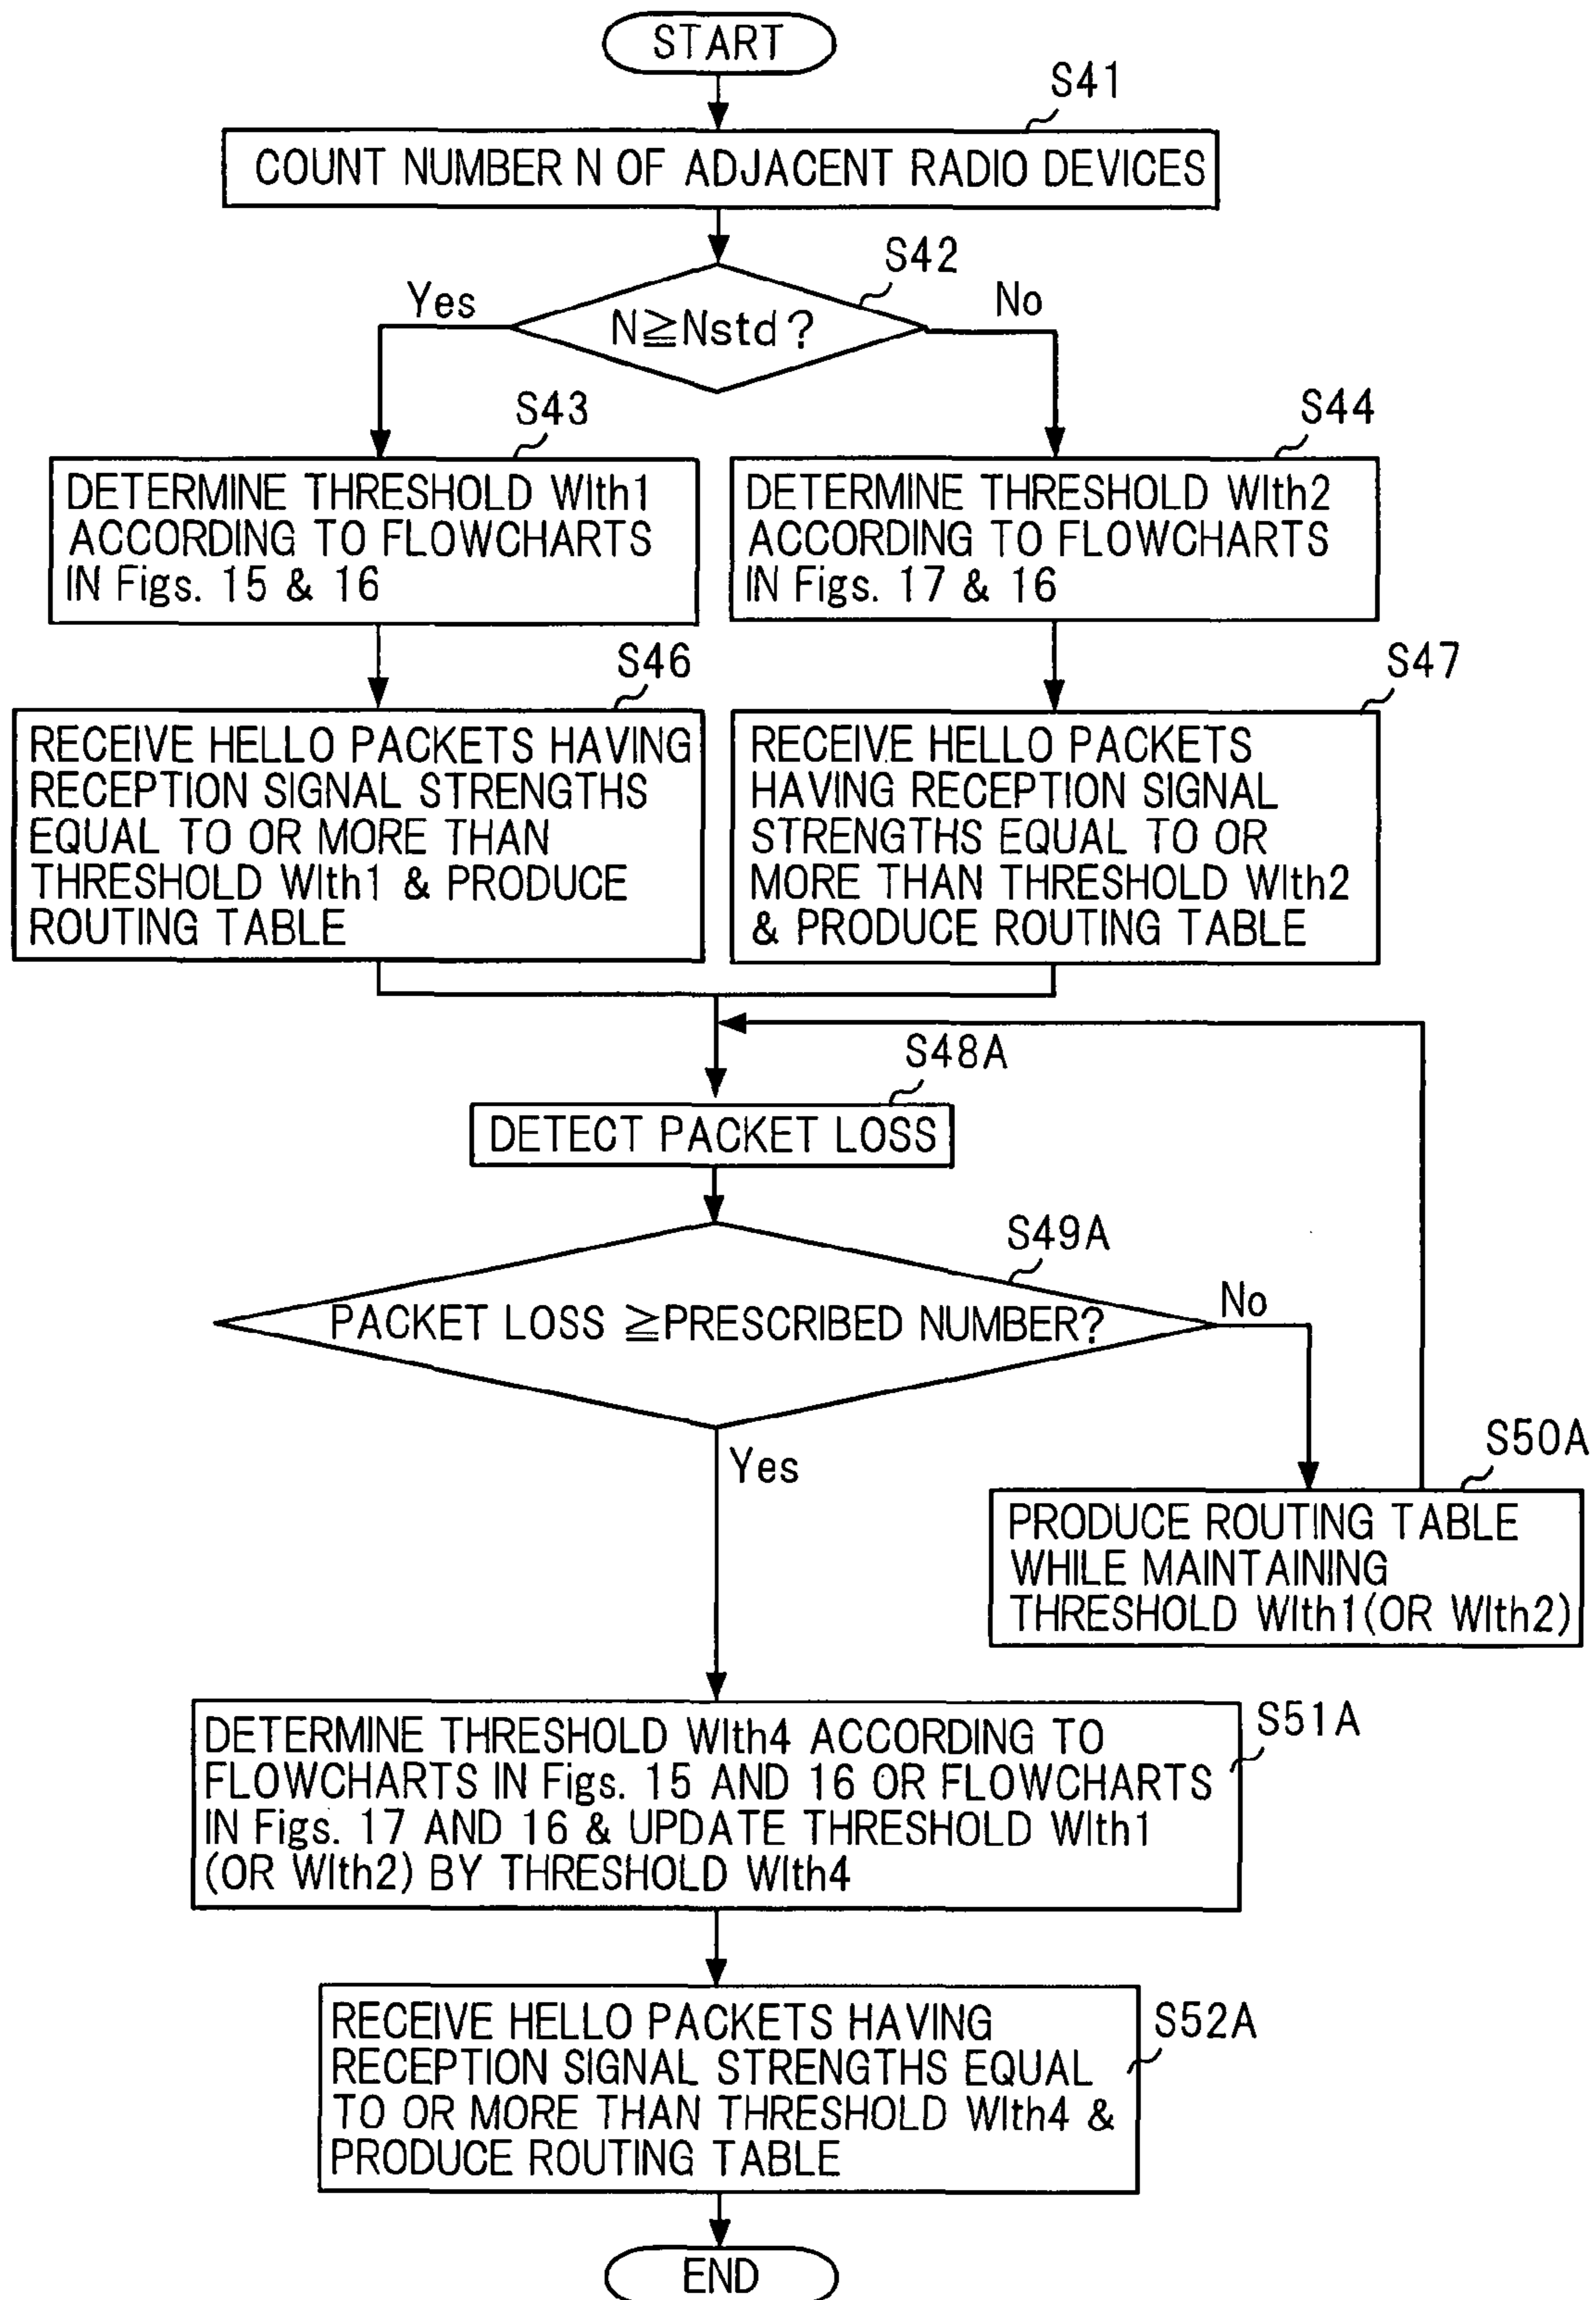 START
S41
COUNT NUMBER N OF ADJACENT RADIO DEVICES
S42
Yes
N≧Nstd?
No
S43
DETERMINE THRESHOLD WIth1
ACCORDING TO FLOWCHARTS
IN Figs. 15 & 16
S44
DETERMINE THRESHOLD WIth2
ACCORDING TO FLOWCHARTS
IN Figs. 17 & 16
S46
RECEIVE HELLO PACKETS HAVING
RECEPTION SIGNAL STRENGTHS
EQUAL TO OR MORE THAN
THRESHOLD WIth1 & PRODUCE
ROUTING TABLE
S47
RECEIVE HELLO PACKETS
HAVING RECEPTION SIGNAL
STRENGTHS EQUAL TO OR
MORE THAN THRESHOLD WIth2
& PRODUCE ROUTING TABLE
S48A
DETECT PACKET LOSS
S49A
PACKET LOSS ≧PRESCRIBED NUMBER?
No
Yes
S50A
PRODUCE ROUTING TABLE
WHILE MAINTAINING
THRESHOLD WIth1(OR WIth2)
S51A
DETERMINE THRESHOLD WIth4 ACCORDING TO
FLOWCHARTS IN Figs. 15 AND 16 OR FLOWCHARTS
IN Figs. 17 AND 16 & UPDATE THRESHOLD WIth1
(OR WIth2) BY THRESHOLD WIth4
S52A
RECEIVE HELLO PACKETS HAVING
RECEPTION SIGNAL STRENGTHS EQUAL
TO OR MORE THAN THRESHOLD WIth4 &
PRODUCE ROUTING TABLE
END